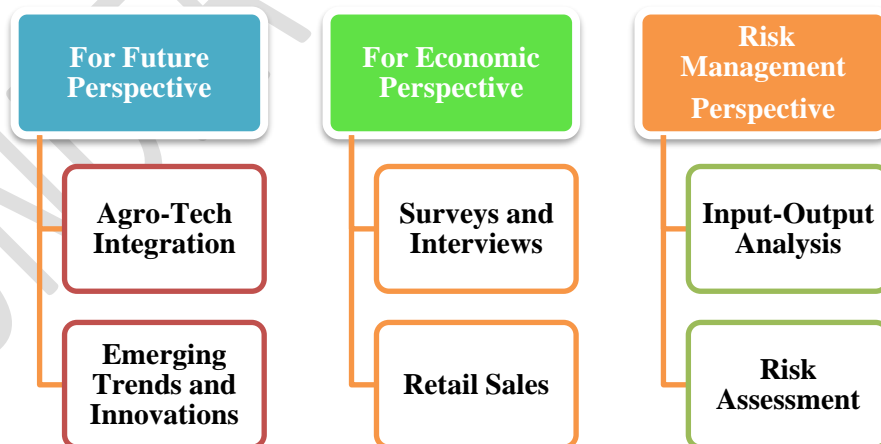 For Future
Perspective
Agro-Tech
Integration
Emerging
Trends and
Innovations
For Economic
Perspective
Surveys and
Interviews
Retail Sales
Risk
Management
Perspective
Input-Output
Analysis
Risk
Assessment